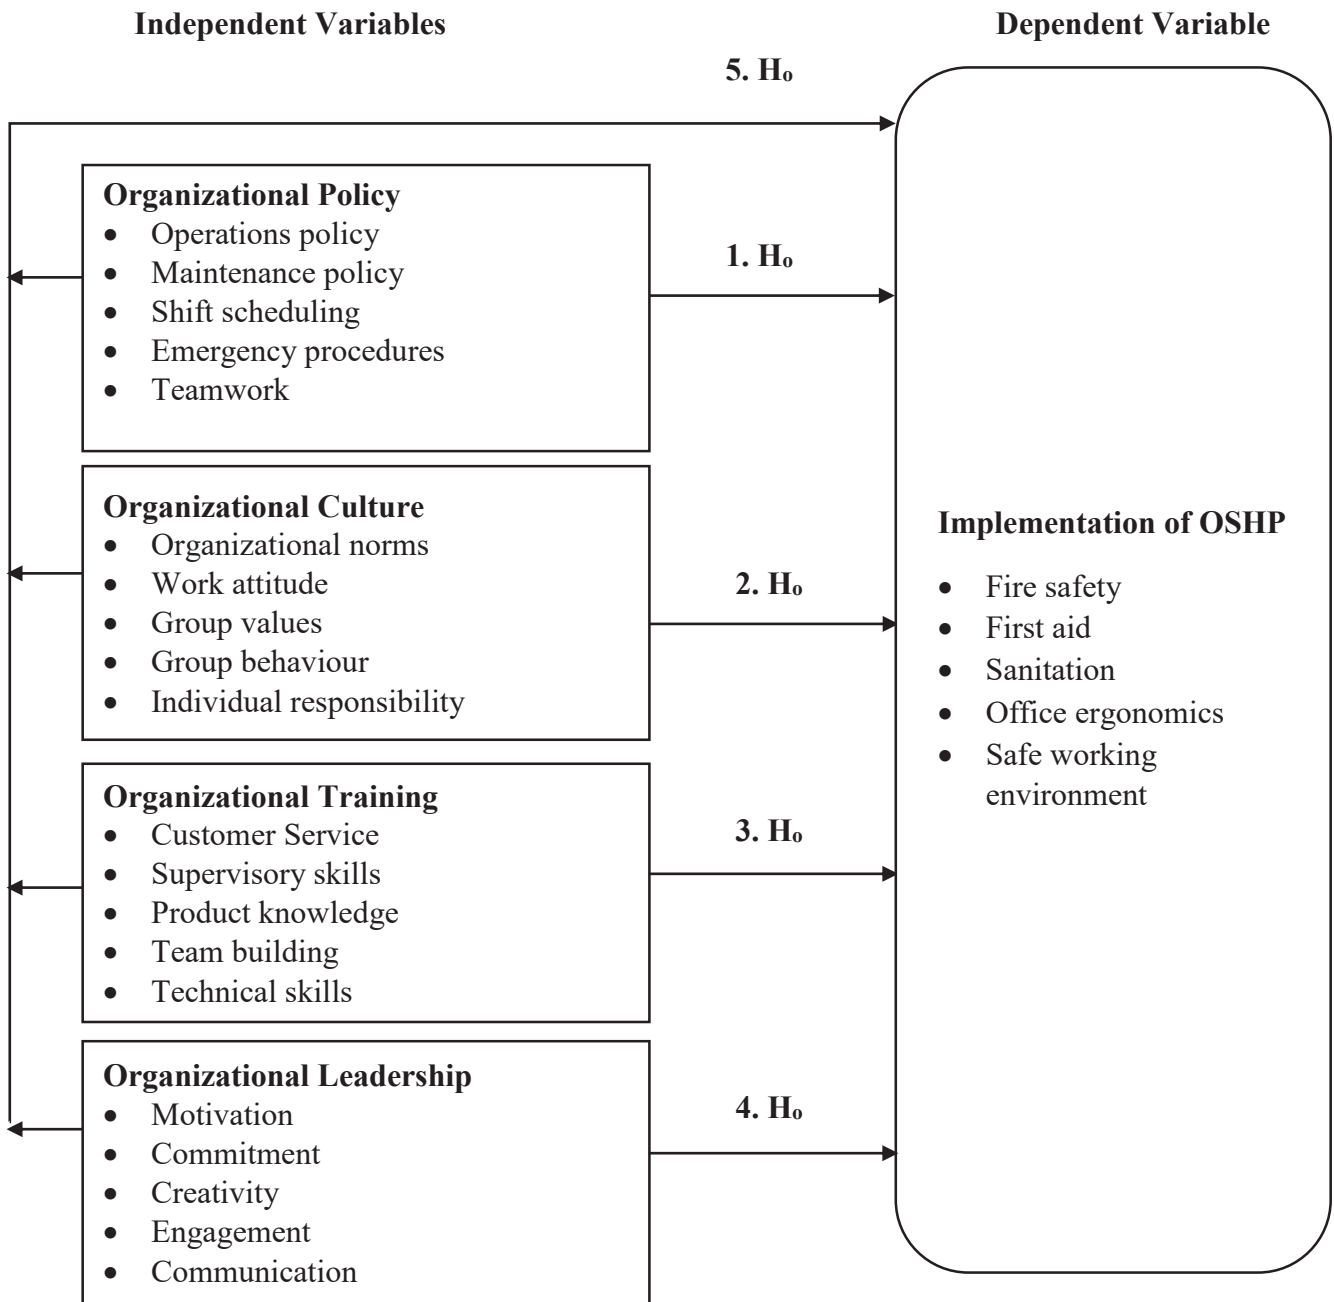 Independent Variables
Dependent Variable
5. Hₒ
Organizational Policy
• Operations policy
• Maintenance policy
• Shift scheduling
• Emergency procedures
• Teamwork
1. Hₒ
Organizational Culture
• Organizational norms
• Work attitude
• Group values
• Group behaviour
• Individual responsibility
2. Hₒ
Organizational Training
• Customer Service
• Supervisory skills
• Product knowledge
• Team building
• Technical skills
3. Hₒ
Organizational Leadership
• Motivation
• Commitment
• Creativity
• Engagement
• Communication
4. Hₒ
Implementation of OSHP
• Fire safety
• First aid
• Sanitation
• Office ergonomics
• Safe working
environment